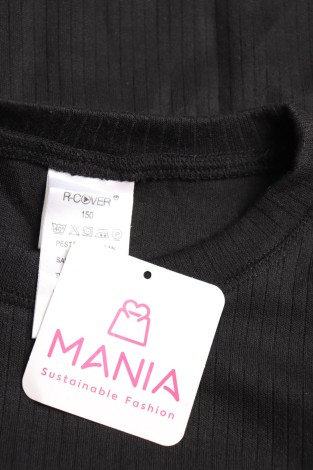 R-COVER®
150
MANIA
Sustainable Fashion